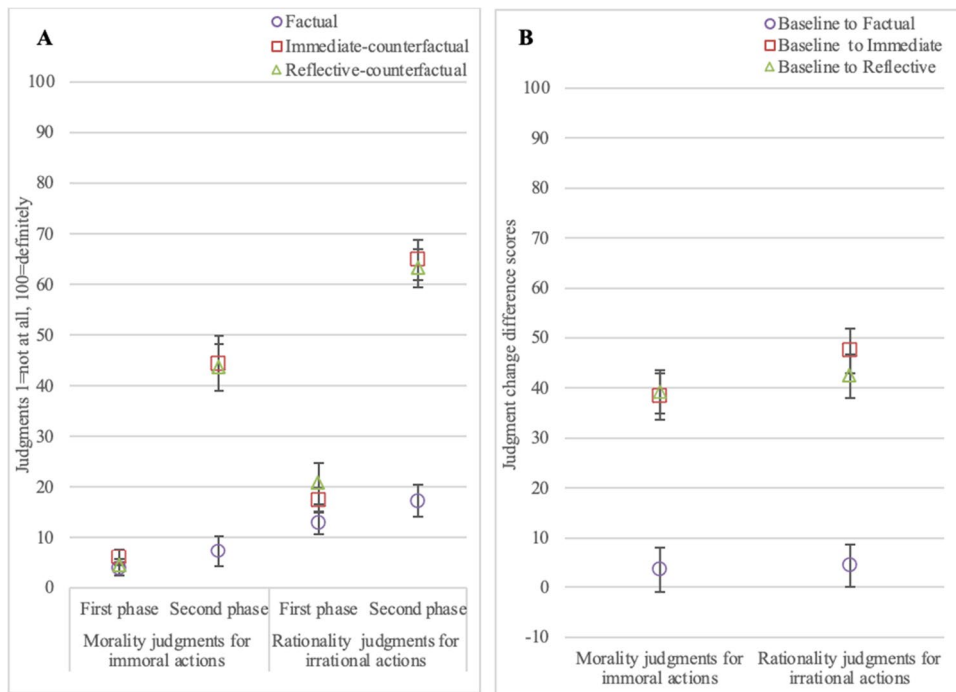 A
Factual
Immediate-counterfactual
Reflective-counterfactual
Judgments 1=not at all, 100=definitely
100
90
80
70
60
50
40
30
20
10
0
First phase Second phase First phase Second phase
Morality judgments for immoral actions
Rationality judgments for irrational actions
B
Baseline to Factual
Baseline to Immediate
Baseline to Reflective
Judgment change difference scores
100
90
80
70
60
50
40
30
20
10
0
-10
Morality judgments for immoral actions
Rationality judgments for irrational actions